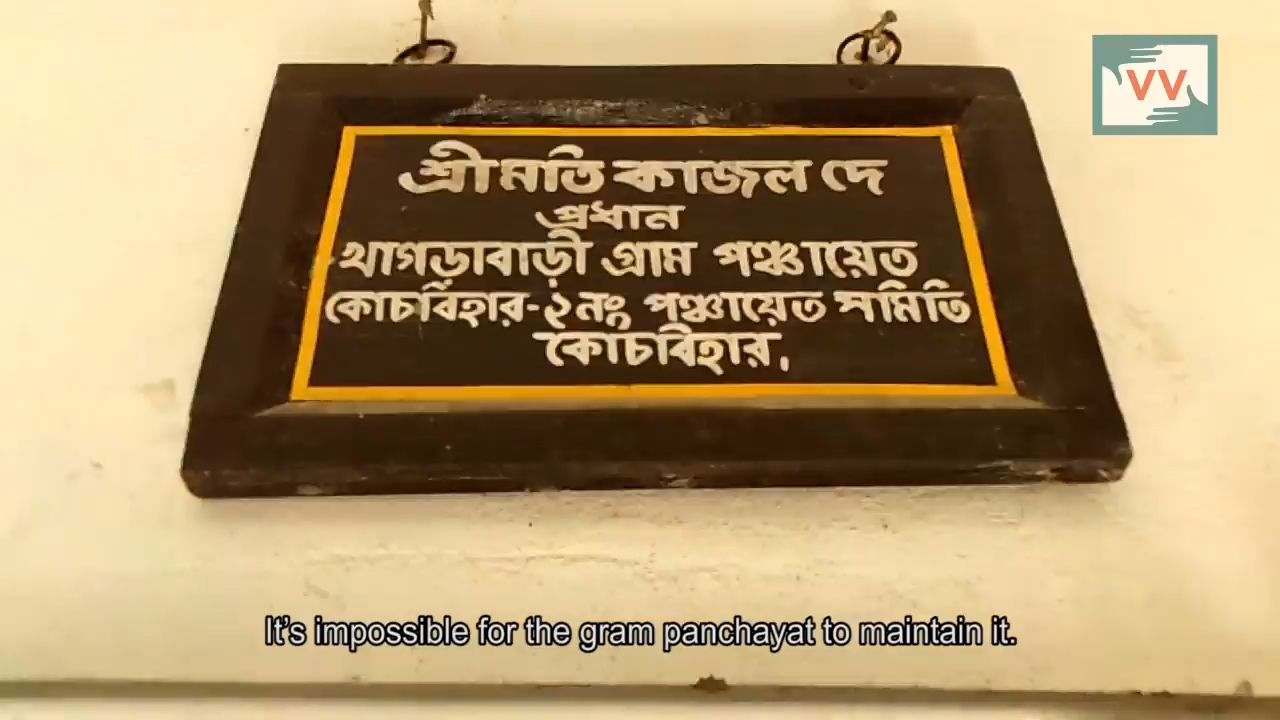 VV
শ্রীমতি কাজল দে
প্রধান
খাগড়াবাড়ী গ্রাম পঞ্চায়েত
কোচবিহার-২নং পঞ্চায়েত সমিতি
কোচবিহার,
It's impossible for the gram panchayat to maintain it.